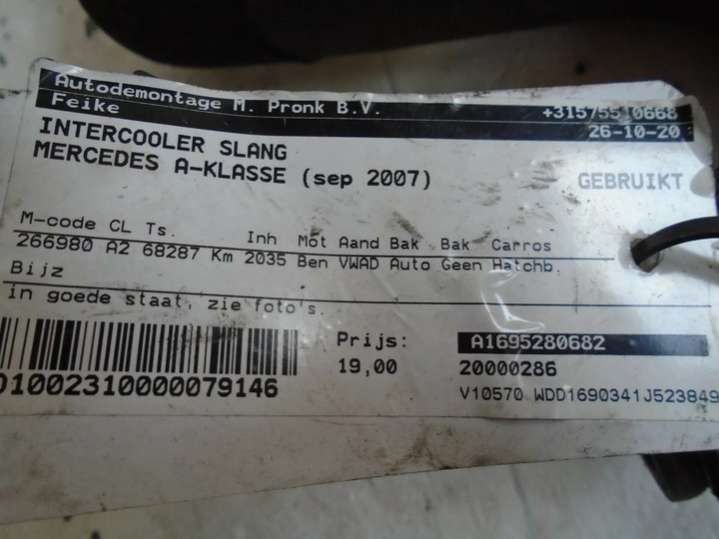 Autodemontage M. Pronk B.V.
Feike
+31575510668
26-10-20
INTERCOOLER SLANG
MERCEDES A-KLASSE (sep 2007)
GEBRUIKT
M-code CL Ts. Inh Mot Aand Bak Bak Carros
266980 A2 68287 Km 2035 Ben VWAD Auto Geen Hatchb.
Bijz
in goede staat, zie foto's.
Prijs: A1695280682
19,00 20000286
01002310000079146
V10570 WDD1690341J523849